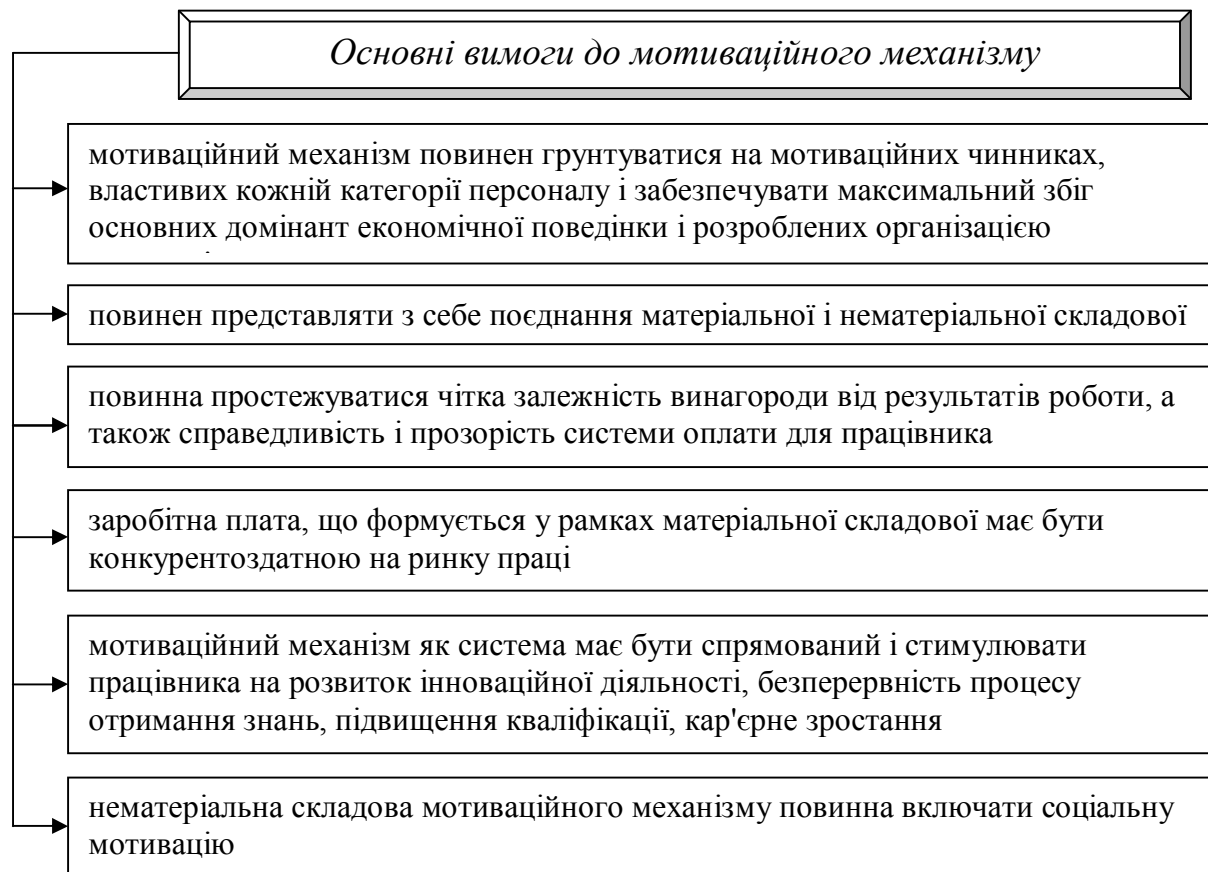 Основні вимоги до мотиваційного механізму
мотиваційний механізм повинен грунтуватися на мотиваційних чинниках,
властивих кожній категорії персоналу і забезпечувати максимальний збіг
основних домінант економічної поведінки і розроблених організацією
повинен представляти з себе поєднання матеріальної і нематеріальної складової
повинна простежуватися чітка залежність винагороди від результатів роботи, а
також справедливість і прозорість системи оплати для працівника
заробітна плата, що формується у рамках матеріальної складової має бути
конкурентоздатною на ринку праці
мотиваційний механізм як система має бути спрямований і стимулювати
працівника на розвиток інноваційної діяльності, безперервність процесу
отримання знань, підвищення кваліфікації, кар'єрне зростання
нематеріальна складова мотиваційного механізму повинна включати соціальну
мотивацію